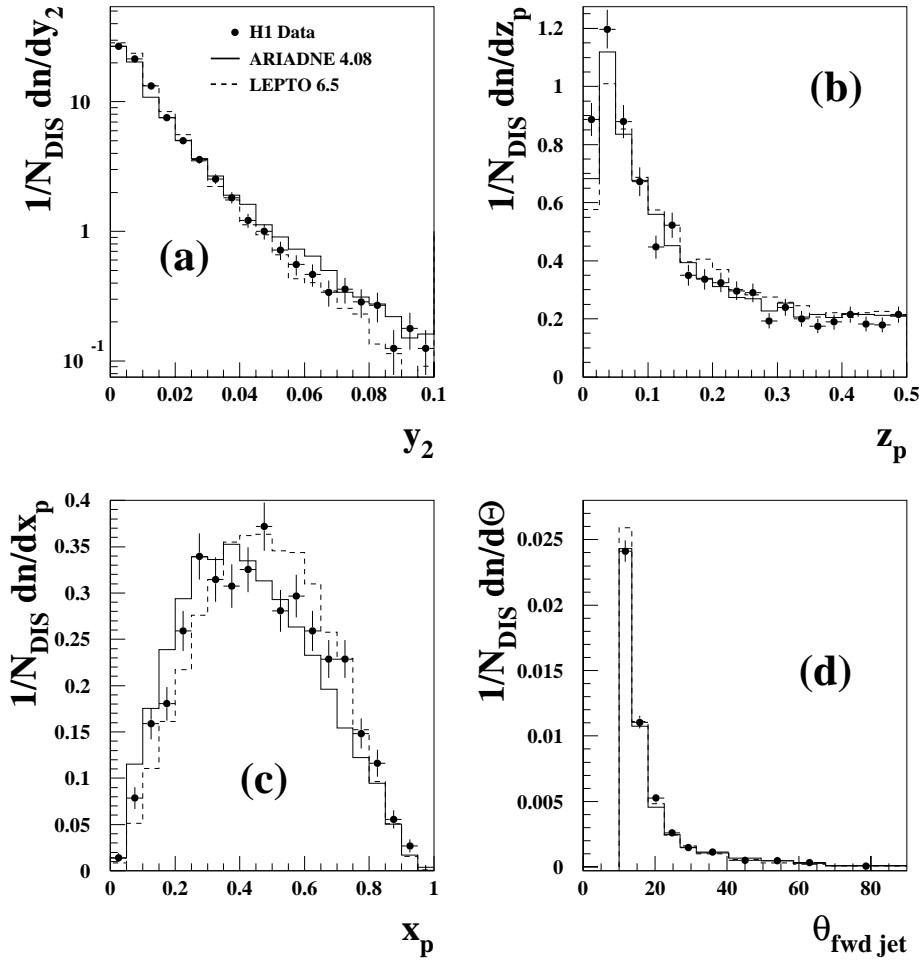 1/N_DIS dn/dy_2
H1 Data
ARIADNE 4.08
LEPTO 6.5
10
1
10^-1
(a)
0 0.02 0.04 0.06 0.08 0.1
y_2
1/N_DIS dn/dz_p
1.2
1
0.8
0.6
0.4
0.2
0
(b)
0 0.1 0.2 0.3 0.4 0.5
z_p
1/N_DIS dn/dx_p
0.4
0.35
0.3
0.25
0.2
0.15
0.1
0.05
0
(c)
0 0.2 0.4 0.6 0.8 1
x_p
1/N_DIS dn/dΘ
0.025
0.02
0.015
0.01
0.005
0
(d)
0 20 40 60 80
θ_fwd jet